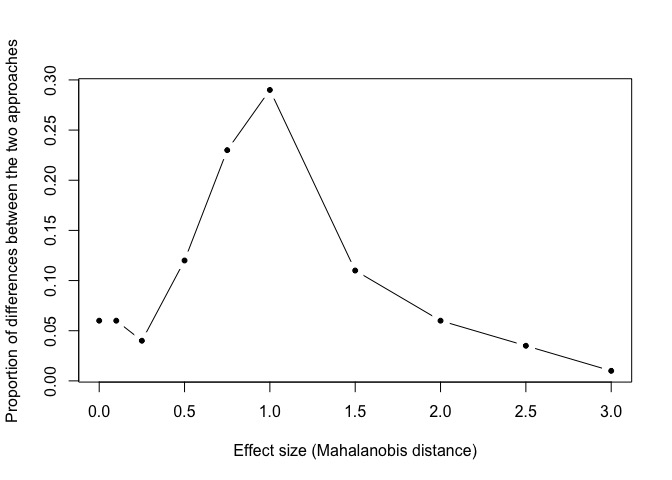 Proportion of differences between the two approaches
0.30
0.25
0.20
0.15
0.10
0.05
0.00
0.0 0.5 1.0 1.5 2.0 2.5 3.0
Effect size (Mahalanobis distance)